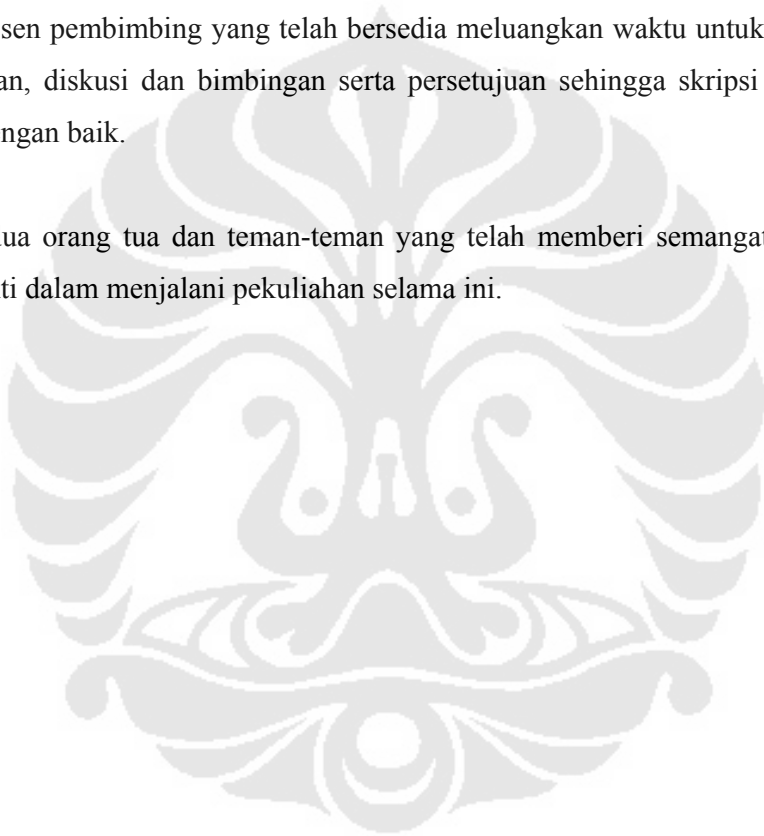 sen pembimbing yang telah bersedia meluangkan waktu untuk
an, diskusi dan bimbingan serta persetujuan sehingga skripsi
ngan baik.
ua orang tua dan teman-teman yang telah memberi semangat
ti dalam menjalani pekuliahan selama ini.